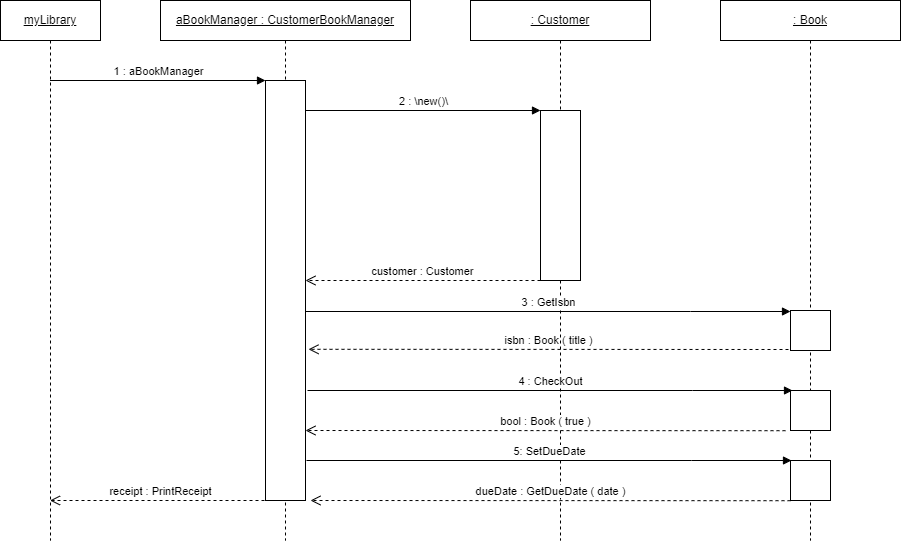 myLibrary
aBookManager : CustomerBookManager
: Customer
: Book
1 : aBookManager
2 : \new()\
customer : Customer
3 : GetIsbn
isbn : Book ( title )
4 : CheckOut
bool : Book ( true )
5: SetDueDate
receipt : PrintReceipt
dueDate : GetDueDate ( date )